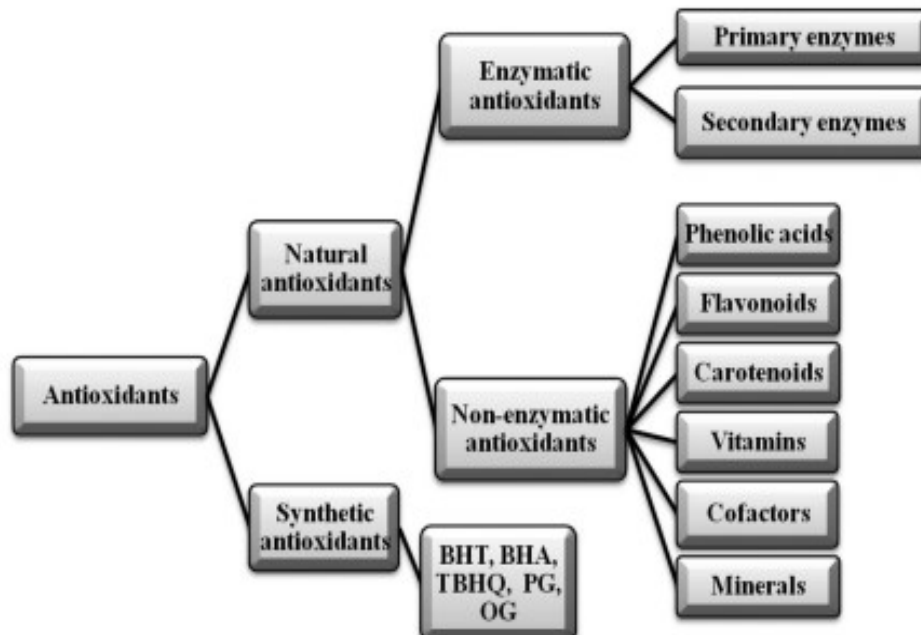 Antioxidants
Natural
antioxidants
Synthetic
antioxidants
Enzymatic
antioxidants
Non-enzymatic
antioxidants
BHT, BHA,
TBHQ, PG,
OG
Primary enzymes
Secondary enzymes
Phenolic acids
Flavonoids
Carotenoids
Vitamins
Cofactors
Minerals